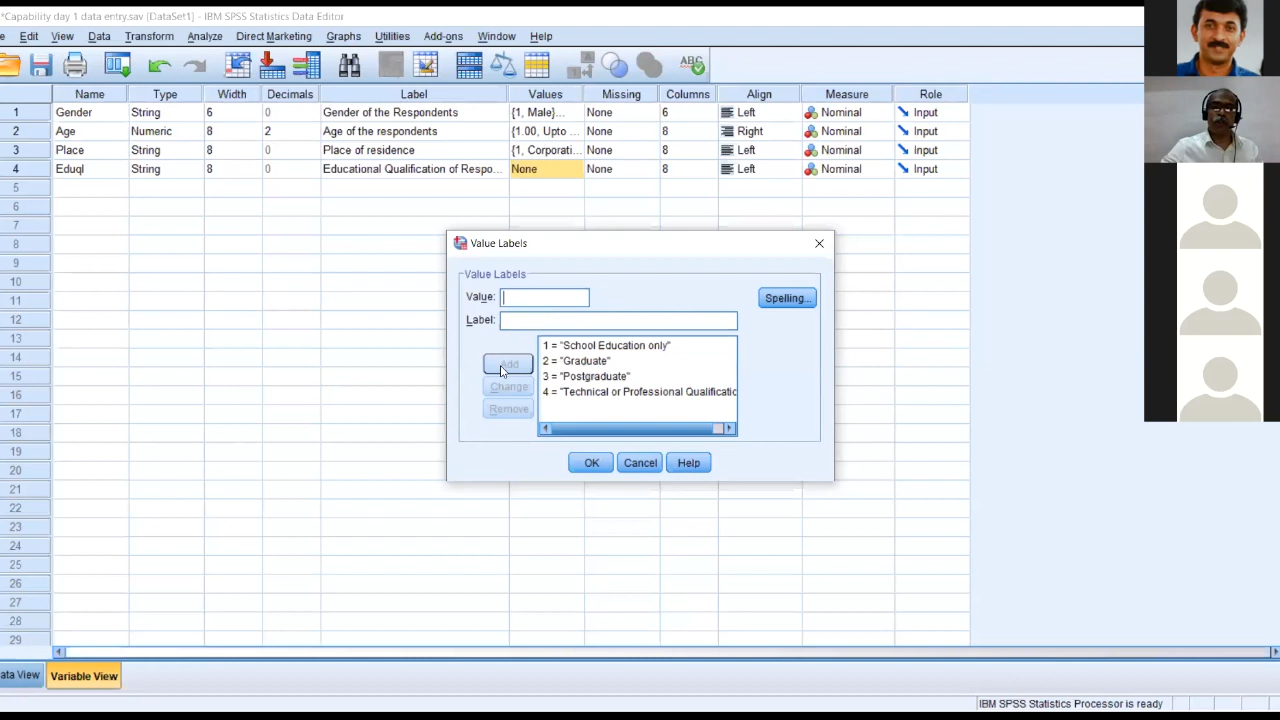 *Capability day 1 data entry.sav [DataSet1] - IBM SPSS Statistics Data Editor
e Edit View Data Transform Analyze Direct Marketing Graphs Utilities Add-ons Window Help
Name Type Width Decimals Label Values Missing Columns Align Measure Role
1 Gender String 6 0 Gender of the Respondents {1, Male}... None 6 Left Nominal Input
2 Age Numeric 8 2 Age of the respondents {1.00, Upto ... None 8 Right Nominal Input
3 Place String 8 0 Place of residence {1, Corporati... None 8 Left Nominal Input
4 Eduql String 8 0 Educational Qualification of Respo... None None 8 Left Nominal Input
5
6
7
8
9
10
11
12
13
14
15
16
17
18
19
20
21
22
23
24
25
26
27
28
29
Value Labels
Value Labels
Value:
Spelling...
Label:
1 = "School Education only"
2 = "Graduate"
3 = "Postgraduate"
4 = "Technical or Professional Qualificatic
Add
Change
Remove
OK Cancel Help
ata View Variable View
IBM SPSS Statistics Processor is ready